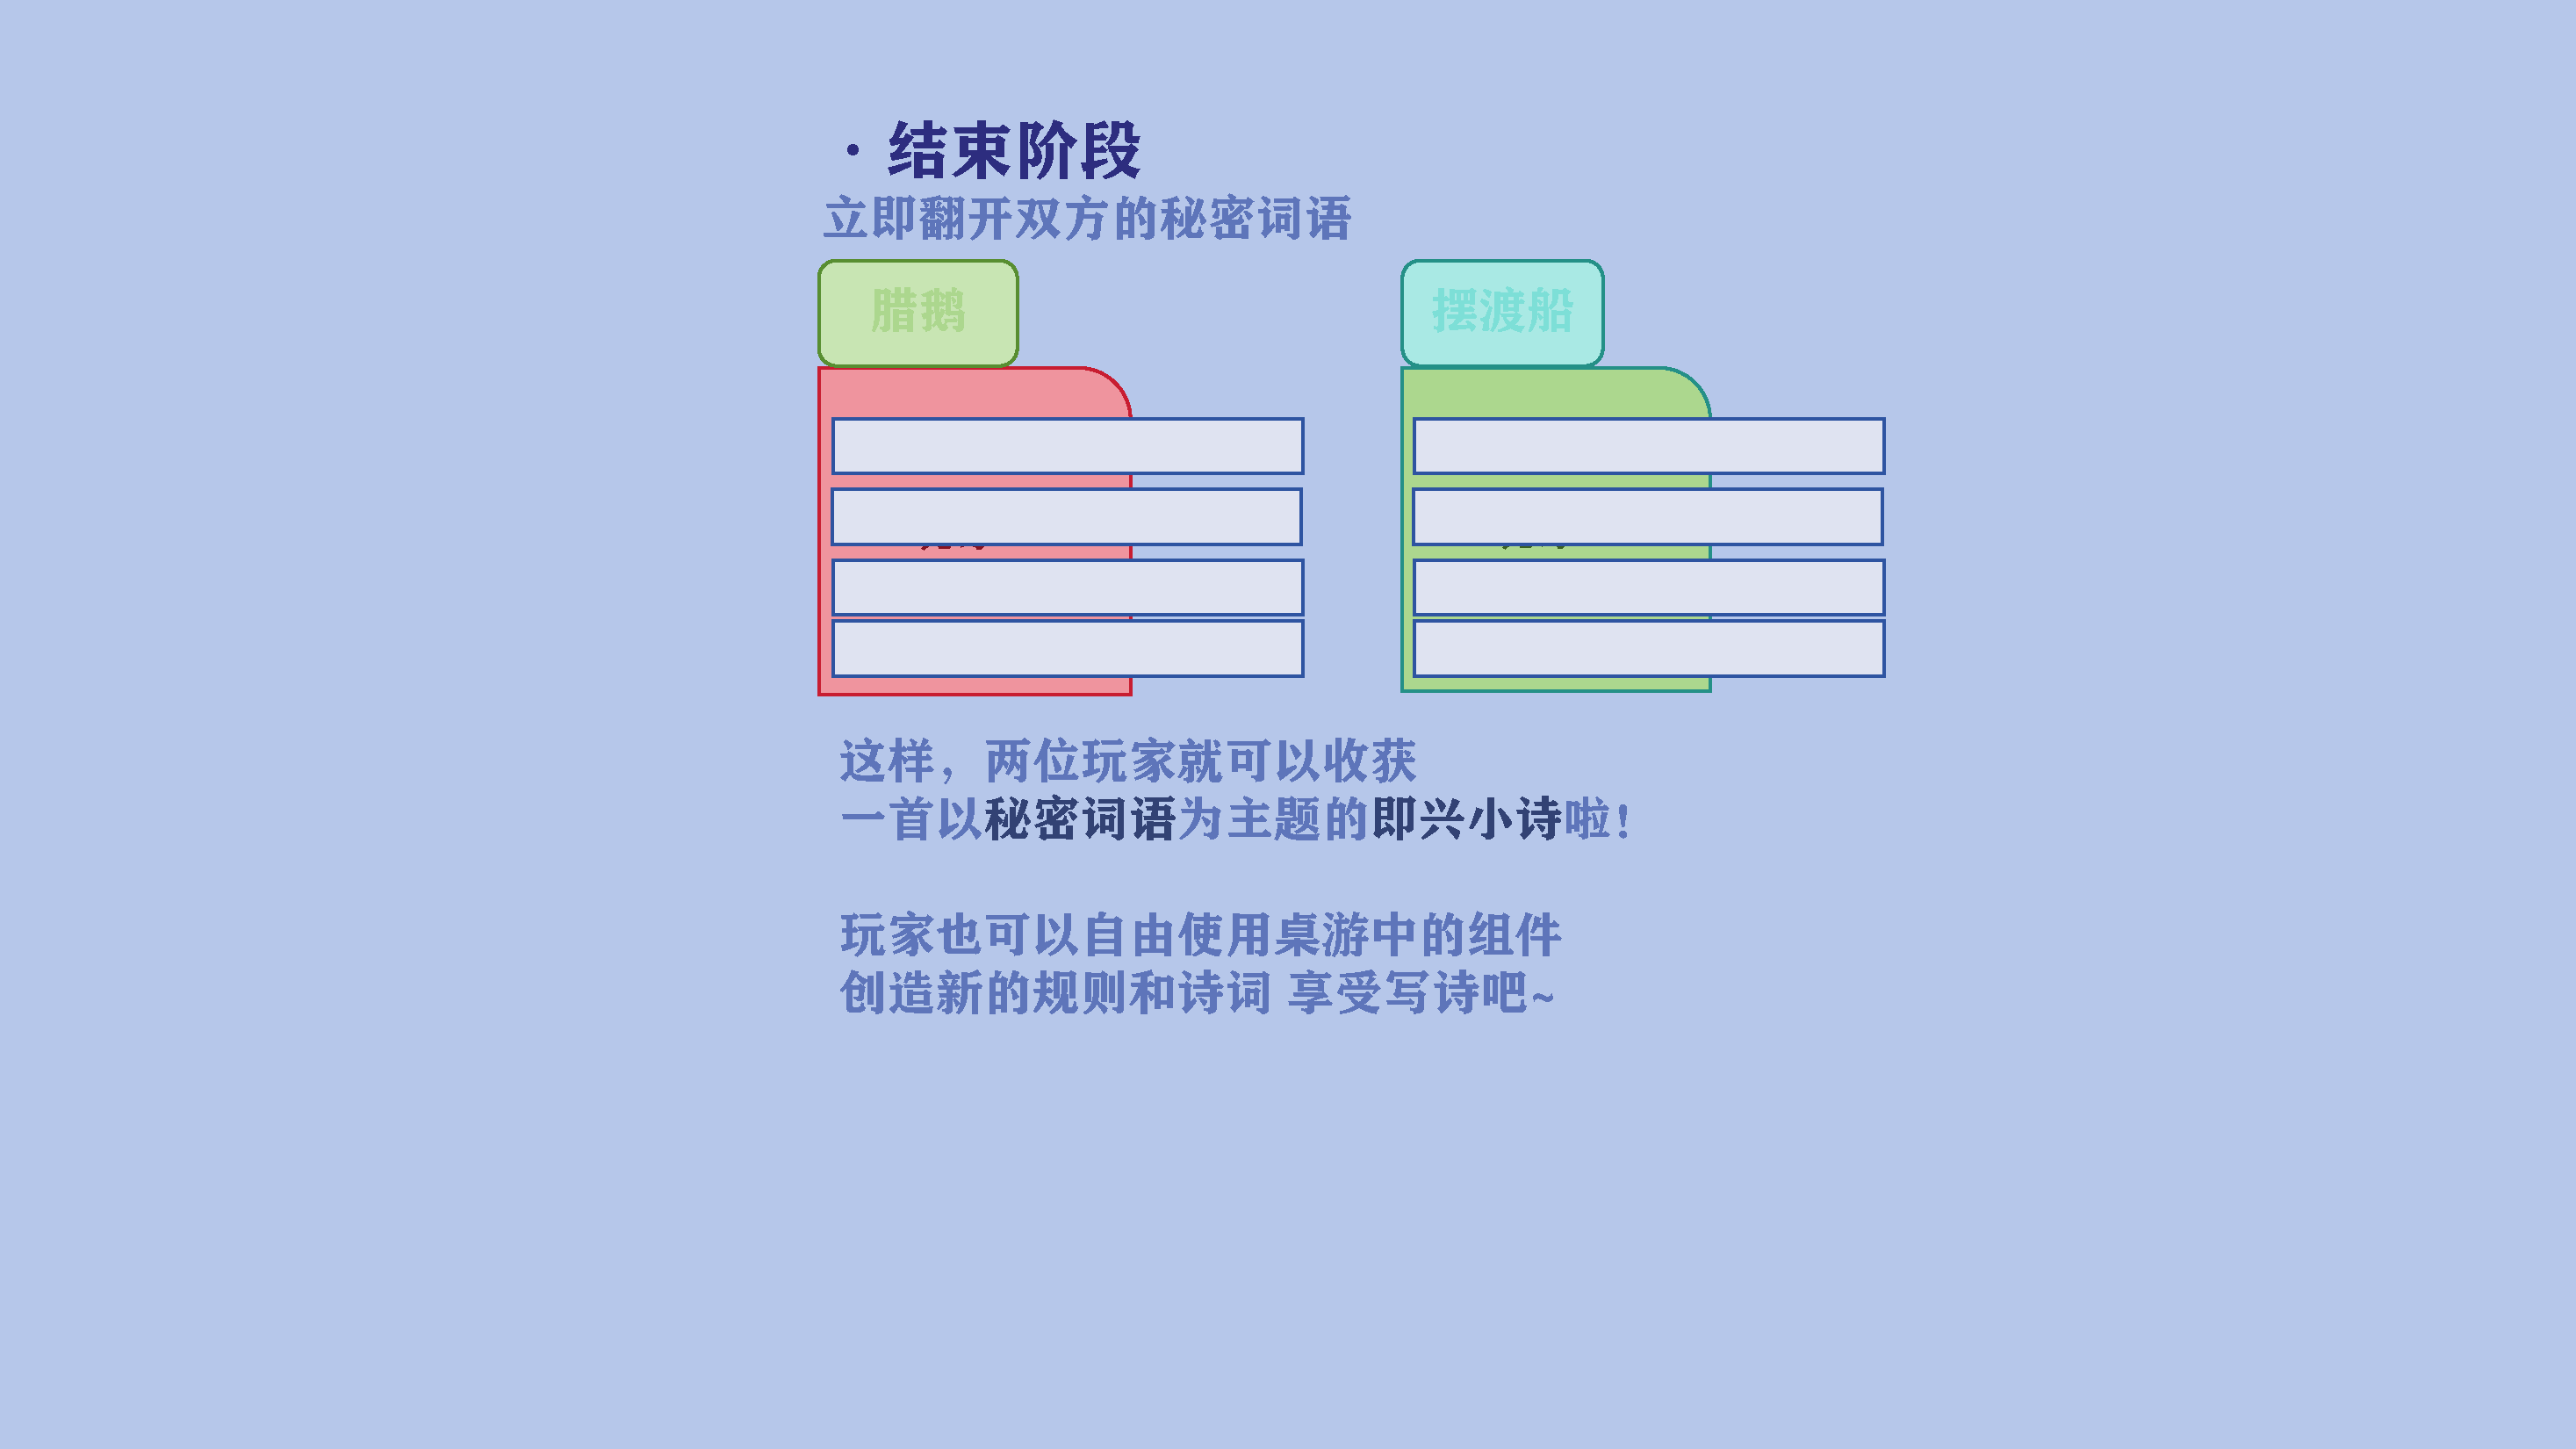 · 结束阶段
立即翻开双方的秘密词语
腊鹅
摆渡船
这样，两位玩家就可以收获
一首以秘密词语为主题的即兴小诗啦！
玩家也可以自由使用桌游中的组件
创造新的规则和诗词 享受写诗吧~